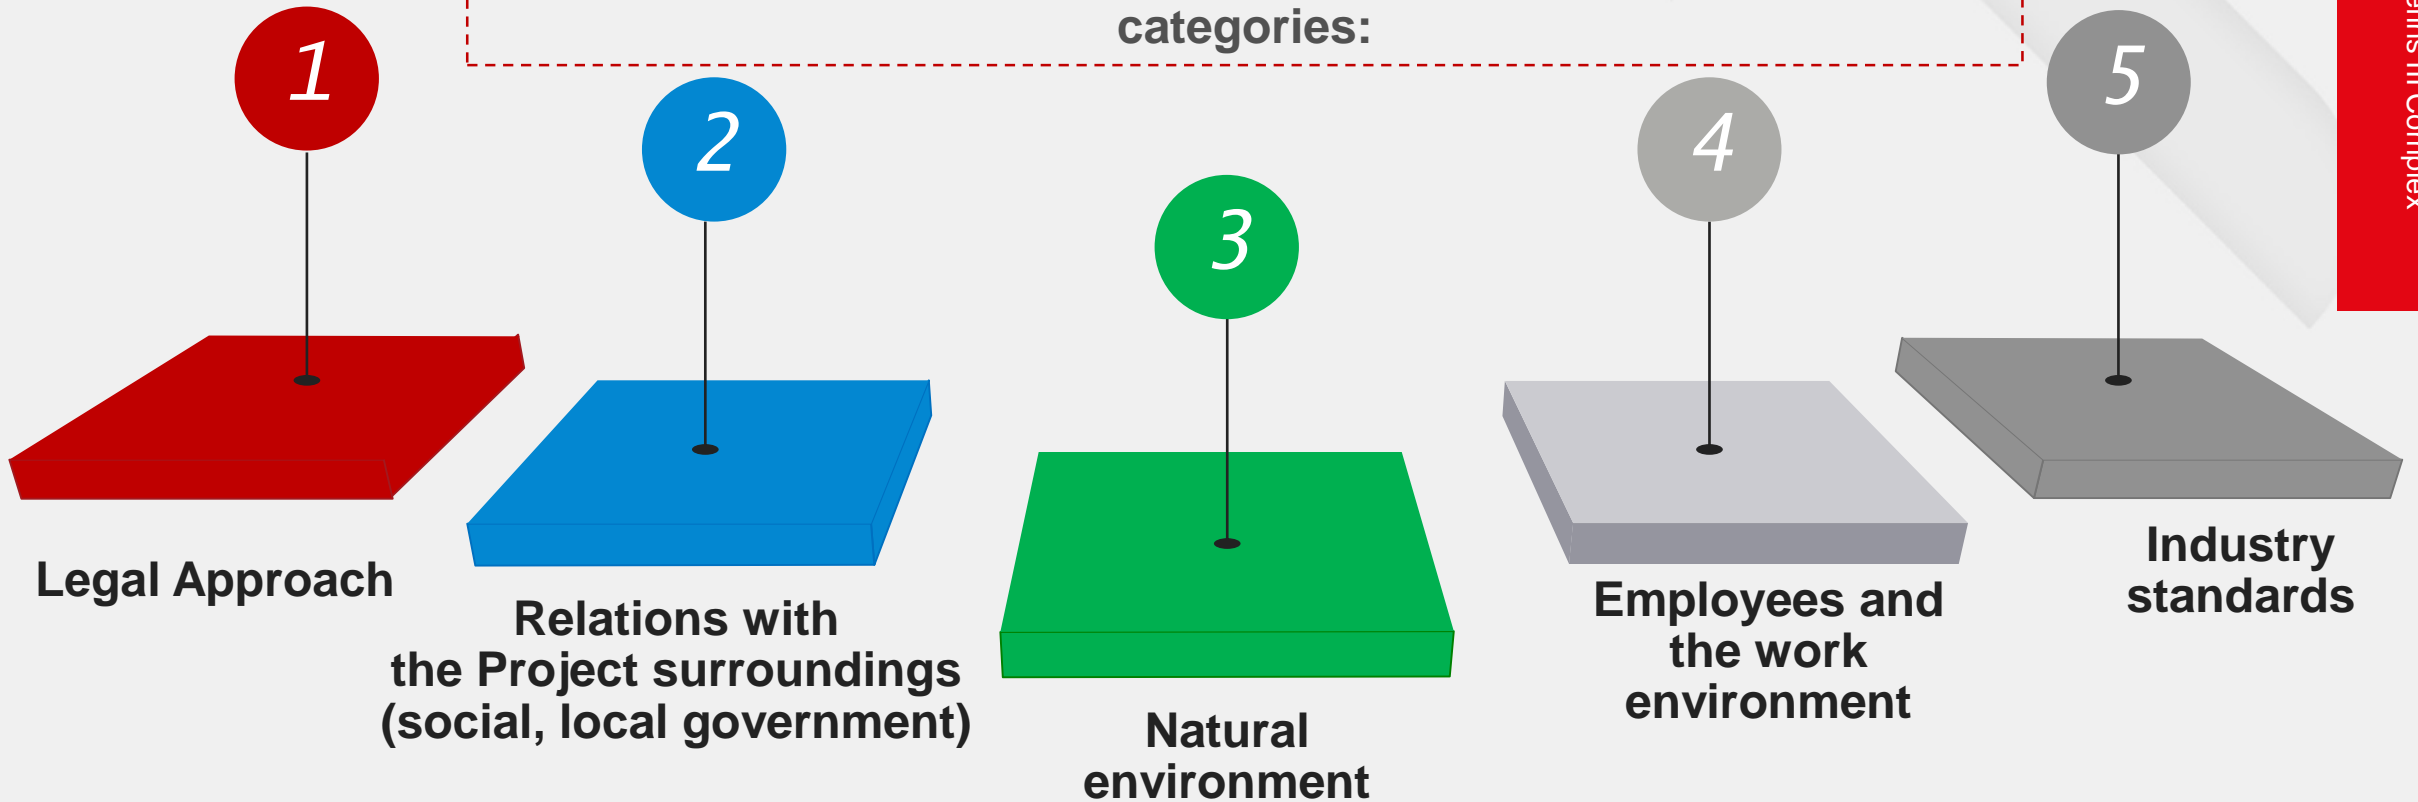 categories:
1
2
3
4
5
Legal Approach
Relations with
the Project surroundings
(social, local government)
Natural
environment
Employees and
the work
environment
Industry
standards
Complex